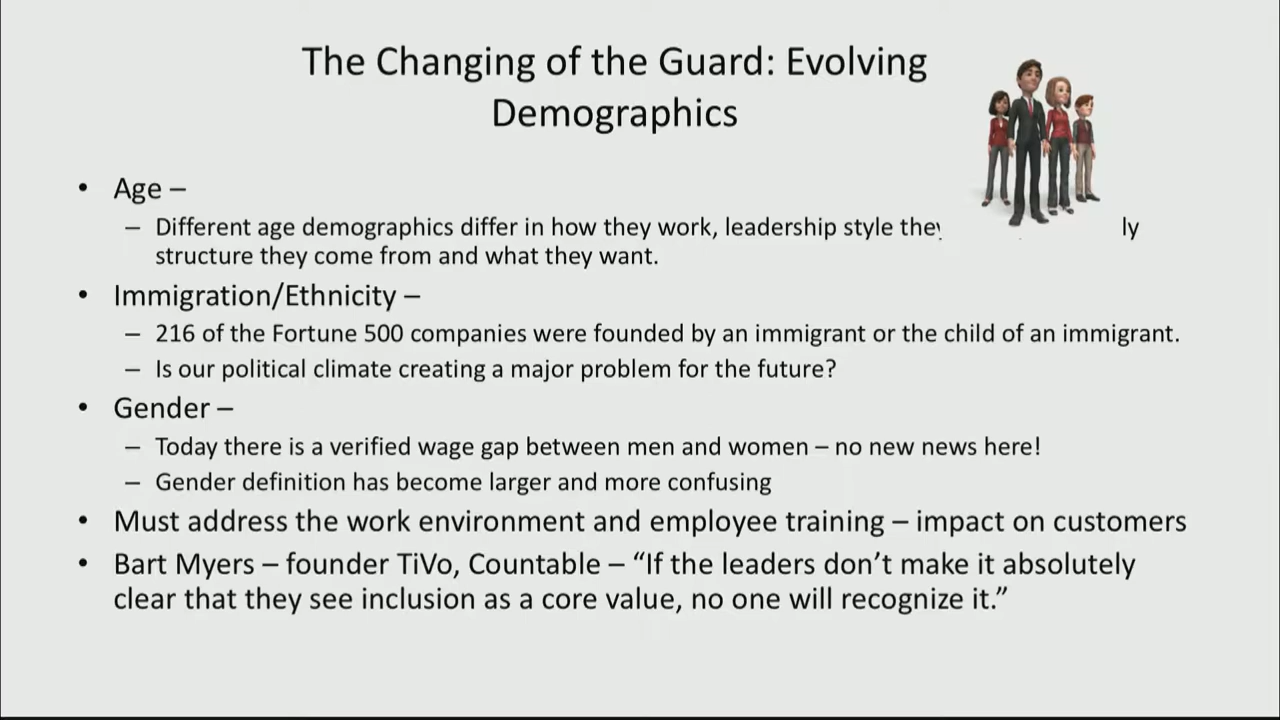 The Changing of the Guard: Evolving
Demographics
• Age –
– Different age demographics differ in how they work, leadership style they ly
structure they come from and what they want.
• Immigration/Ethnicity –
– 216 of the Fortune 500 companies were founded by an immigrant or the child of an immigrant.
– Is our political climate creating a major problem for the future?
• Gender –
– Today there is a verified wage gap between men and women – no new news here!
– Gender definition has become larger and more confusing
• Must address the work environment and employee training – impact on customers
• Bart Myers – founder TiVo, Countable – “If the leaders don’t make it absolutely
clear that they see inclusion as a core value, no one will recognize it.”